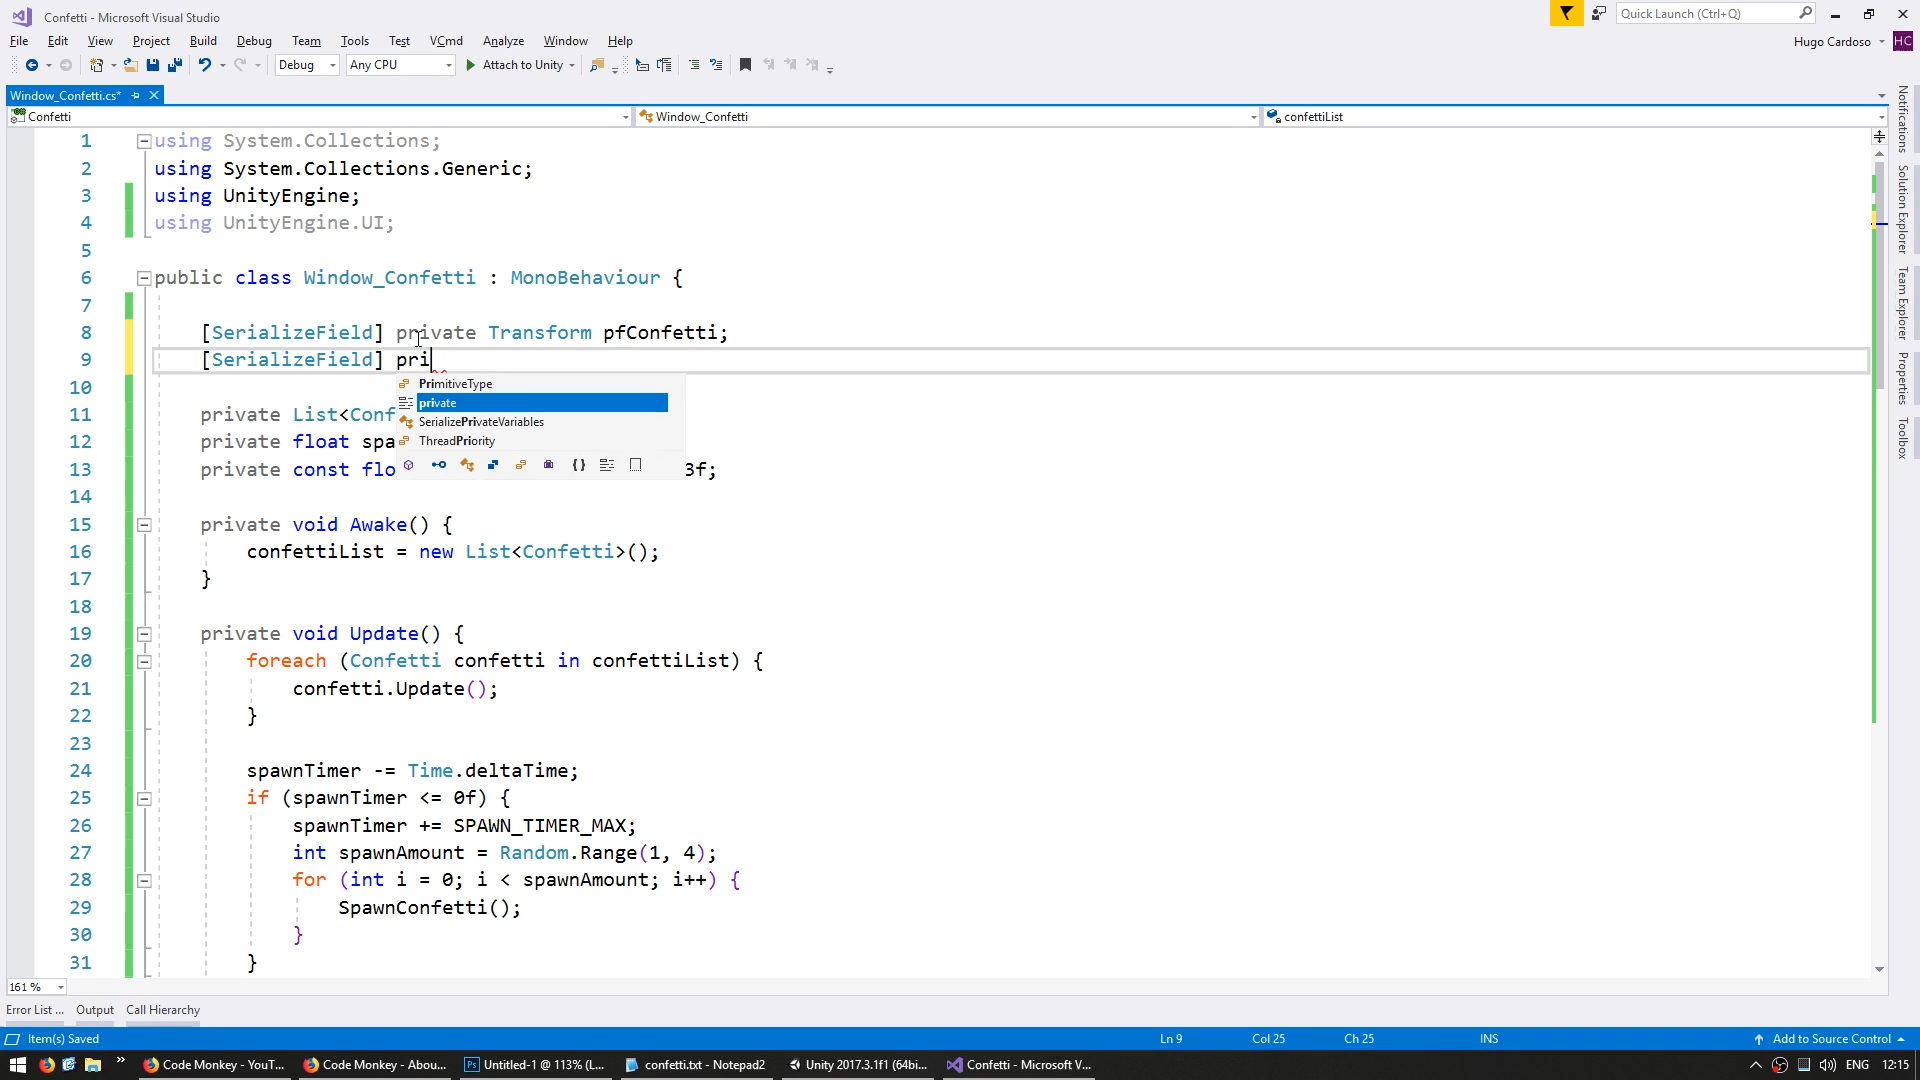 Confetti - Microsoft Visual Studio
Quick Launch (Ctrl+Q)
File Edit View Project Build Debug Team Tools Test VCmd Analyze Window Help
Hugo Cardoso HC
Debug Any CPU Attach to Unity
Window_Confetti.cs*
Confetti Window_Confetti confettiList
1 using System.Collections;
2 using System.Collections.Generic;
3 using UnityEngine;
4 using UnityEngine.UI;
5
6 public class Window_Confetti : MonoBehaviour {
7
8 [SerializeField] private Transform pfConfetti;
9 [SerializeField] pri
PrimitiveType
private
SerializePrivateVariables
ThreadPriority
10
11 private List<Conf
12 private float spa
13 private const flo 3f;
14
15 private void Awake() {
16 confettiList = new List<Confetti>();
17 }
18
19 private void Update() {
20 foreach (Confetti confetti in confettiList) {
21 confetti.Update();
22 }
23
24 spawnTimer -= Time.deltaTime;
25 if (spawnTimer <= 0f) {
26 spawnTimer += SPAWN_TIMER_MAX;
27 int spawnAmount = Random.Range(1, 4);
28 for (int i = 0; i < spawnAmount; i++) {
29 SpawnConfetti();
30 }
31 }
Notifications
Solution Explorer
Team Explorer
Properties
Toolbox
161 %
Error List ... Output Call Hierarchy
Item(s) Saved Ln 9 Col 25 Ch 25 INS Add to Source Control
Code Monkey - YouT... Code Monkey - Abou... Ps Untitled-1 @ 113% (L... confetti.txt - Notepad2 Unity 2017.3.1f1 (64bi... Confetti - Microsoft V... ENG 12:15